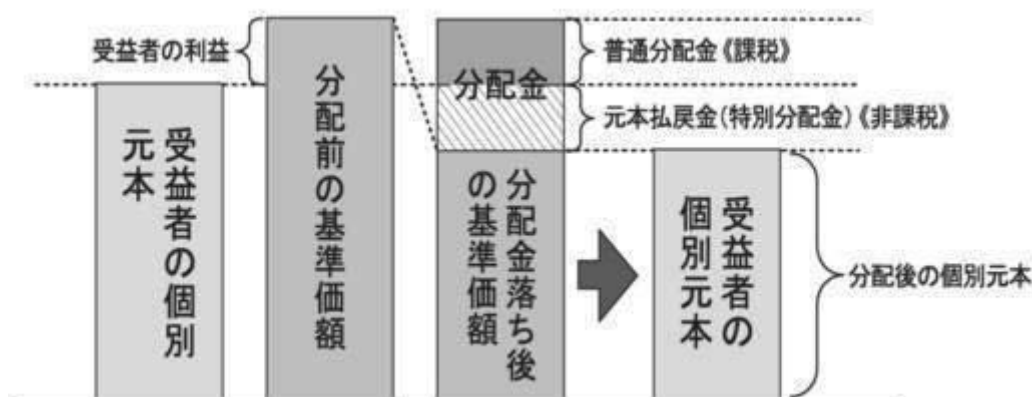 受益者の利益
受益者の個別
元本
分配前の基準価額
分配金
分配金落ち後
の基準価額
普通分配金《課税》
元本払戻金(特別分配金)《非課税》
受益者の
個別元本
分配後の個別元本